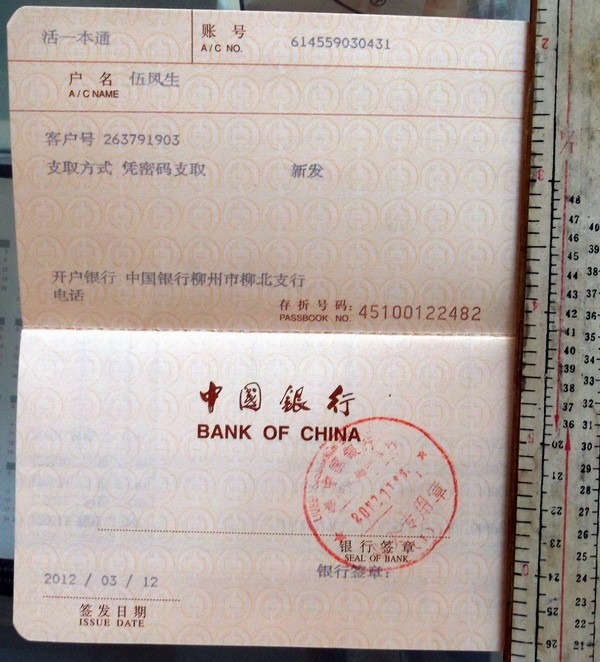 活一本通 账 号 614559030431
A/C NO.
户 名 伍凤生
A/C NAME
客户号 263791903
支取方式 凭密码支取 新发
开户银行 中国银行柳州市柳北支行
电话
存折号码:
PASSBOOK NO. 45100122482
中国银行
BANK OF CHINA
银行签章
SEAL OF BANK
银行签章:
2012 / 03 / 12
签发日期
ISSUE DATE